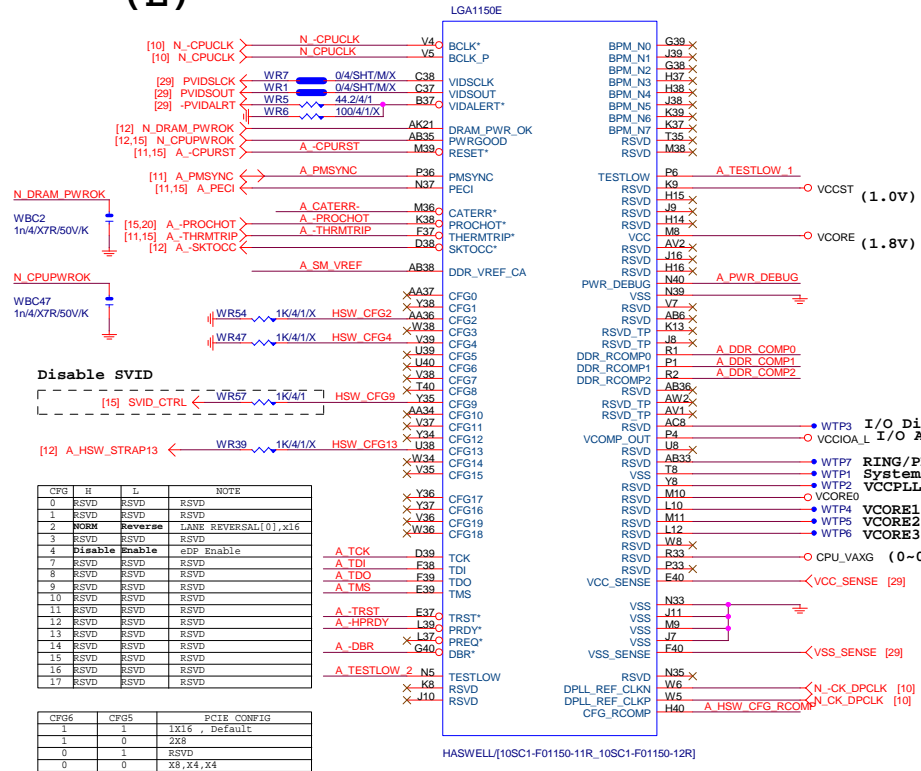 (E)
LGA1150E
[10] N_-CPUCLK N_-CPUCLK V4 BCLK* BPM_N0 G39
[10] N_CPUCLK N_CPUCLK V5 BCLK_P BPM_N1 J39
BPM_N2 G38
[29] PVIDSLCK WR7 0/4/SHT/M/X C38 VIDSCLK BPM_N3 H37
[29] PVIDSOUT WR1 0/4/SHT/M/X C37 VIDSOUT BPM_N4 H38
[29] -PVIDALRT WR5 44.2/4/1 B37 VIDALERT* BPM_N5 J38
WR6 100/4/1/X BPM_N6 K39
[12] N_DRAM_PWROK AK21 DRAM_PWR_OK BPM_N7 K37
[12,15] N_CPUPWROK AB35 PWRGOOD RSVD T35
[11,15] A_-CPURST A_-CPURST M39 RESET* RSVD M38
[11] A_PMSYNC A_PMSYNC P36 PMSYNC TESTLOW P6 A_TESTLOW_1
[11,15] A_PECI N37 PECI RSVD K9 VCCST (1.0V)
N_DRAM_PWROK
WBC2
1n/4/X7R/50V/K
RSVD H15
A_CATERR- M36 CATERR* RSVD J9
[15,20] A_-PROCHOT A_-PROCHOT K38 PROCHOT* RSVD H14
[11,15] A_-THRMTRIP A_-THRMTRIP F37 THERMTRIP* VCC M8 VCORE (1.8V)
[12] A_-SKTOCC D38 SKTOCC* RSVD AV2
RSVD J16
A_SM_VREF AB38 DDR_VREF_CA RSVD H16
N_CPUPWROK
WBC47
1n/4/X7R/50V/K
PWR_DEBUG N40 A_PWR_DEBUG
AA37 CFG0 VSS N39
Y38 CFG1 RSVD V7
WR54 1K/4/1/X HSW_CFG2 AA36 CFG2 RSVD AB6
W38 CFG3 RSVD_TP K13
WR47 1K/4/1/X HSW_CFG4 V39 CFG4 RSVD_TP J8
U39 CFG5 DDR_RCOMP0 R1 A_DDR_COMP0
U40 CFG6 DDR_RCOMP1 P1 A_DDR_COMP1
V38 CFG7 DDR_RCOMP2 R2 A_DDR_COMP2
Disable SVID
T40 CFG8 RSVD AB36
[15] SVID_CTRL WR57 1K/4/1 HSW_CFG9 Y35 CFG9 RSVD_TP AW2
AA34 CFG10 RSVD_TP AV1
V37 CFG11 RSVD AC8 WTP3 I/O Di
Y34 CFG12 VCOMP_OUT P4 VCCIOA_L I/O A
[12] A_HSW_STRAP13 WR39 1K/4/1/X HSW_CFG13 U38 CFG13 RSVD U8
W34 CFG14 RSVD AB33 WTP7 RING/P
V35 CFG15 VSS T8 WTP1 System
RSVD Y8 WTP2 VCCPLL
Y36 CFG17 RSVD M10 VCORE0
Y37 CFG16 RSVD L10 WTP4 VCORE1
V36 CFG19 RSVD M11 WTP5 VCORE2
W36 CFG18 RSVD L12 WTP6 VCORE3
RSVD W8
A_TCK D39 TCK RSVD R33 CPU_VAXG (0~
A_TDI F38 TDI RSVD P33
A_TDO F39 TDO VCC_SENSE E40 VCC_SENSE [29]
A_TMS E39 TMS
A_-TRST E37 TRST* VSS N33
A_-HPRDY L39 PRDY* VSS J11
L37 PREQ* VSS M9
A_-DBR G40 DBR* VSS J7
VSS_SENSE F40 VSS_SENSE [29]
A_TESTLOW_2 N5 TESTLOW RSVD N35
K8 RSVD DPLL_REF_CLKN W6 N_-CK_DPCLK [10]
J10 RSVD DPLL_REF_CLKP W5 N_CK_DPCLK [10]
CFG_RCOMP H40 A_HSW_CFG_RCOMP
HASWELL/[10SC1-F01150-11R_10SC1-F01150-12R]
CFG H L NOTE
0 RSVD RSVD RSVD
1 RSVD RSVD RSVD
2 NORM Reverse LANE REVERSAL[0],x16
3 RSVD RSVD RSVD
4 Disable Enable eDP Enable
7 RSVD RSVD RSVD
8 RSVD RSVD RSVD
9 RSVD RSVD RSVD
10 RSVD RSVD RSVD
11 RSVD RSVD RSVD
12 RSVD RSVD RSVD
13 RSVD RSVD RSVD
14 RSVD RSVD RSVD
15 RSVD RSVD RSVD
16 RSVD RSVD RSVD
17 RSVD RSVD RSVD
CFG6 CFG5 PCIE CONFIG
1 1 1X16 , Default
1 0 2X8
0 1 RSVD
0 0 X8,X4,X4